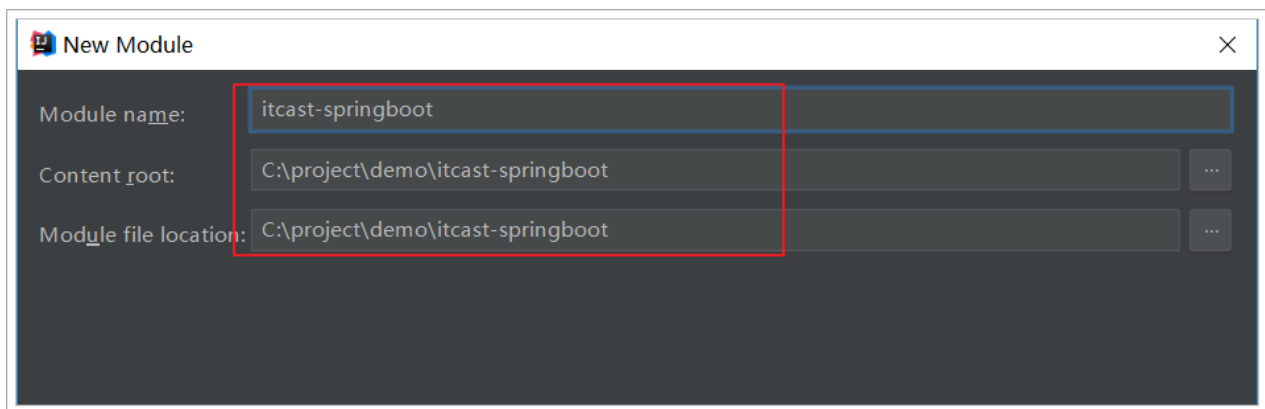 New Module
Module name: itcast-springboot
Content root: C:\project\demo\itcast-springboot ...
Module file location: C:\project\demo\itcast-springboot ...